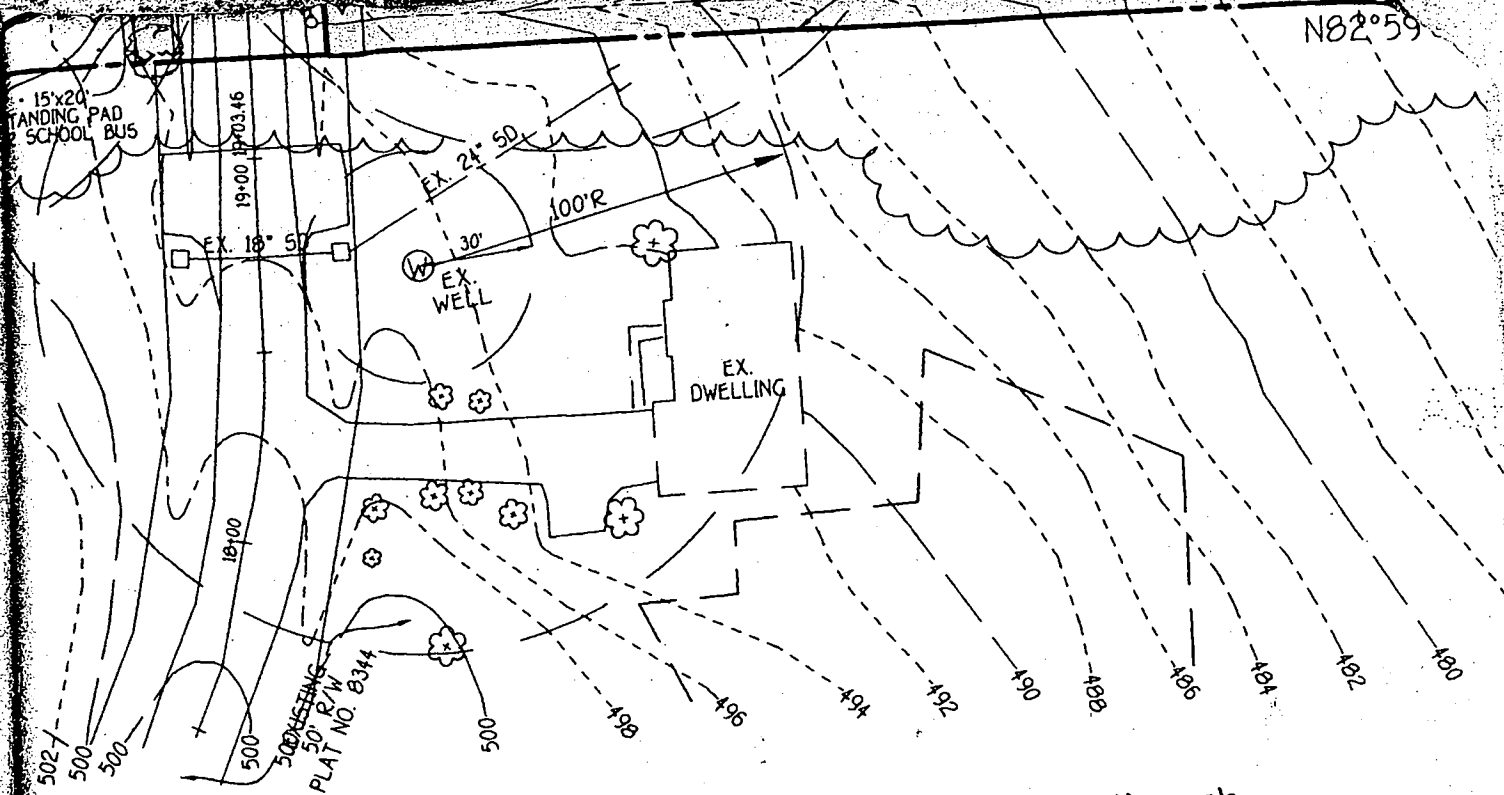 N82°59
15'x20'
TANDING PAD
SCHOOL BUS
19+00 19+03.46
EX. 24" SD
100'R
EX. 18" SD
30'
W
EX.
WELL
EX.
DWELLING
18+00
EXISTING
50' R/W
PLAT NO. 8344
502
500
500
500
500
500
498
496
494
492
490
488
486
484
482
480